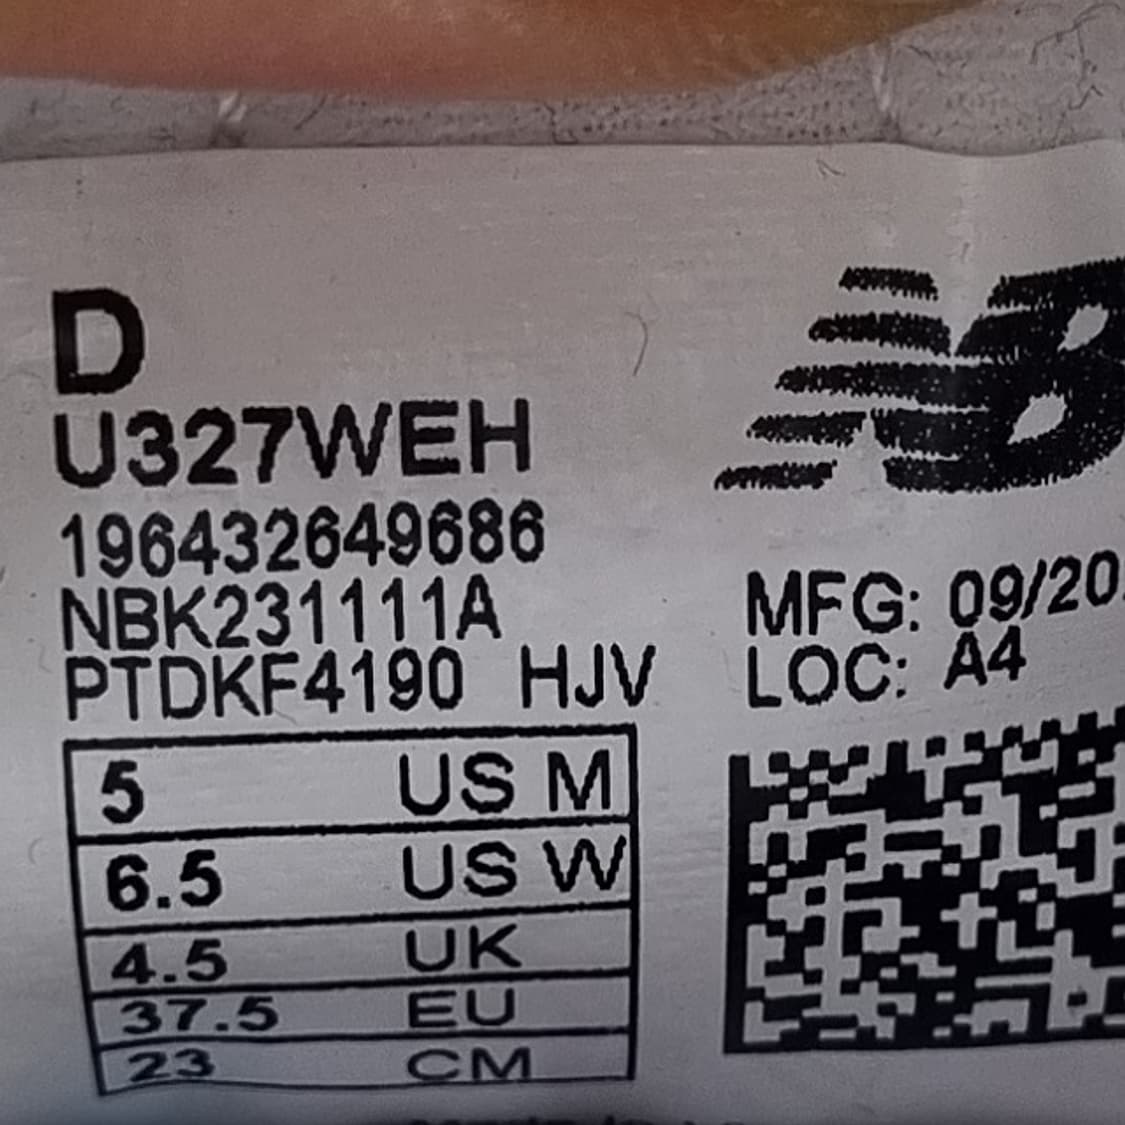 D
U327WEH
196432649686
NBK231111A
PTDKF4190 HJV
NB
MFG: 09/20
LOC: A4
5 US M
6.5 US W
4.5 UK
37.5 EU
23 CM